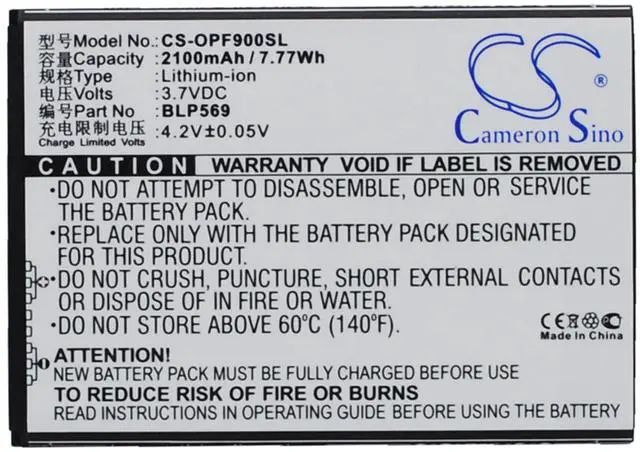 型号Model No: CS-OPF900SL
容量Capacity: 2100mAh / 7.77Wh
类型Type: Lithium-ion
电压Volts: 3.7VDC
编号Part No: BLP569
充电限制电压: 4.2V±0.05V
Charge Limited Volts
CS ®
Cameron Sino
CAUTION WARRANTY VOID IF LABEL IS REMOVED
•DO NOT ATTEMPT TO DISASSEMBLE, OPEN OR SERVICE
THE BATTERY PACK.
•REPLACE ONLY WITH THE BATTERY PACK DESIGNATED
FOR THIS EQUIPMENT.
•DO NOT CRUSH, PUNCTURE, SHORT EXTERNAL CONTACTS
OR DISPOSE OF IN FIRE OR WATER.
•DO NOT STORE ABOVE 60°C (140°F).
CE
Made In China
ATTENTION!
NEW BATTERY PACK MUST BE FULLY CHARGED BEFORE USE
TO AVOID RISK OF FIRE OR BURNS
FULL INSTRUCTIONS IN OPERATING GUIDE BEFORE USING BATTERY